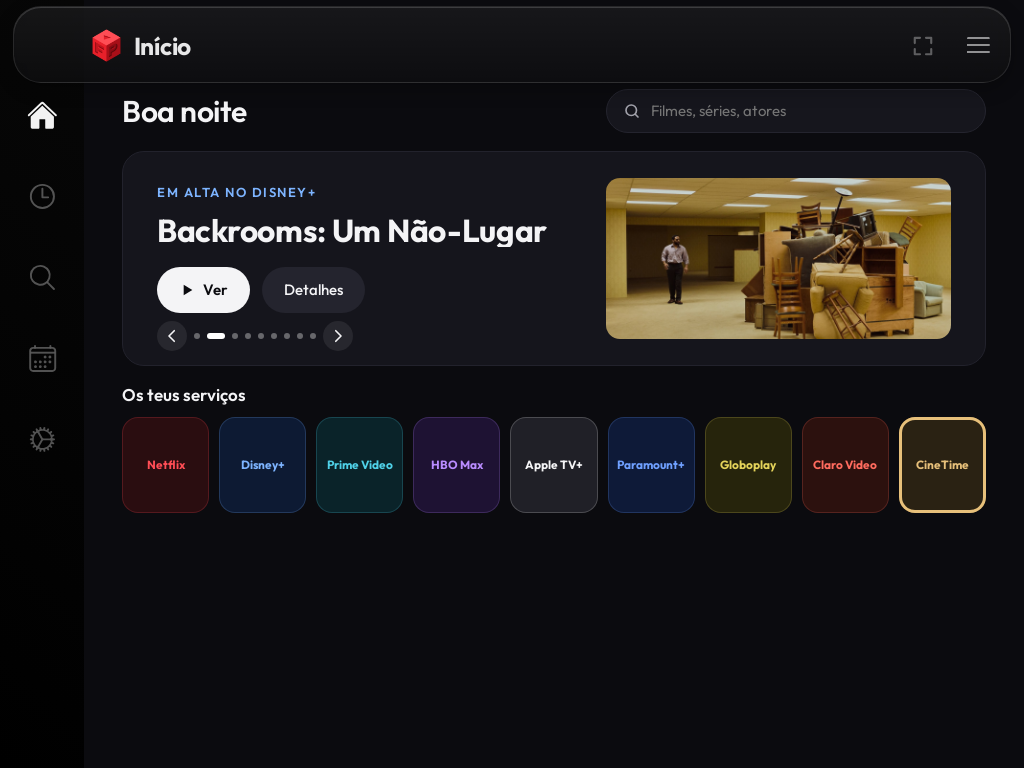 Início
Boa noite
Filmes, séries, atores
EM ALTA NO DISNEY+
Backrooms: Um Não-Lugar
Ver
Detalhes
Os teus serviços
Netflix
Disney+
Prime Video
HBO Max
Apple TV+
Paramount+
Globoplay
Claro Video
CineTime